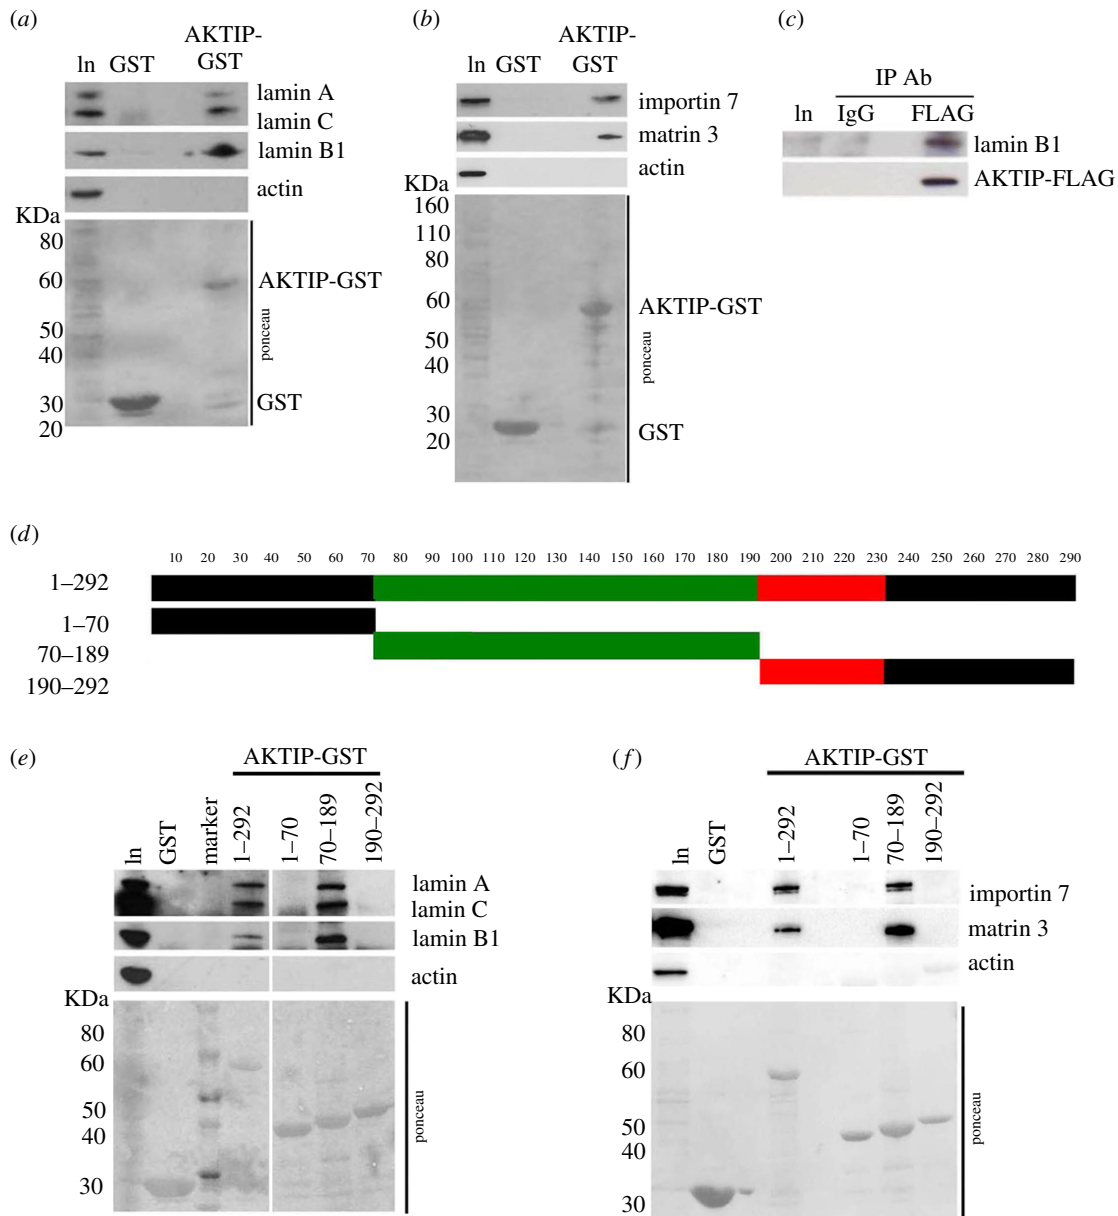 (a)
AKTIP-
ln GST GST
lamin A
lamin C
lamin B1
actin
KDa
80
60
50
40
30
20
AKTIP-GST
ponceau
GST
(b)
AKTIP-
ln GST GST
importin 7
matrin 3
actin
KDa
160
110
80
60
50
40
30
20
AKTIP-GST
ponceau
GST
(c)
IP Ab
ln IgG FLAG
lamin B1
AKTIP-FLAG
(d)
10 20 30 40 50 60 70 80 90 100 110 120 130 140 150 160 170 180 190 200 210 220 230 240 250 260 270 280 290
1–292
1–70
70–189
190–292
(e)
AKTIP-GST
ln GST marker 1–292 1–70 70–189 190–292
lamin A
lamin C
lamin B1
actin
KDa
80
60
50
40
30
ponceau
(f)
AKTIP-GST
ln GST 1–292 1–70 70–189 190–292
importin 7
matrin 3
actin
KDa
80
60
50
40
30
ponceau